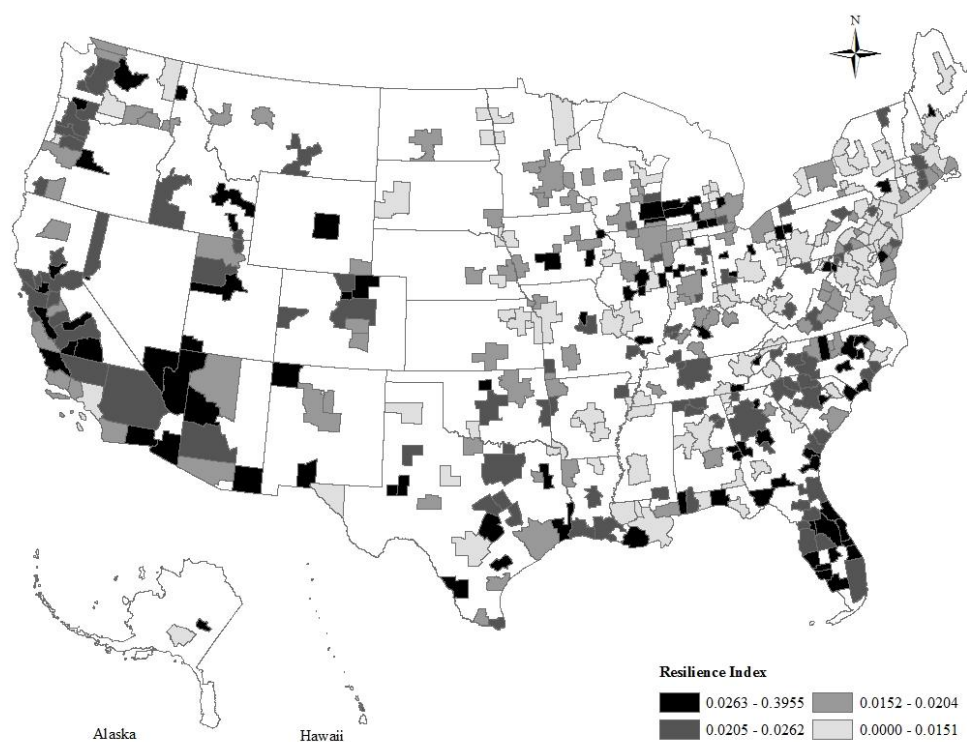 N
Resilience Index
0.0263 - 0.3955 0.0152 - 0.0204
0.0205 - 0.0262 0.0000 - 0.0151
Alaska Hawaii